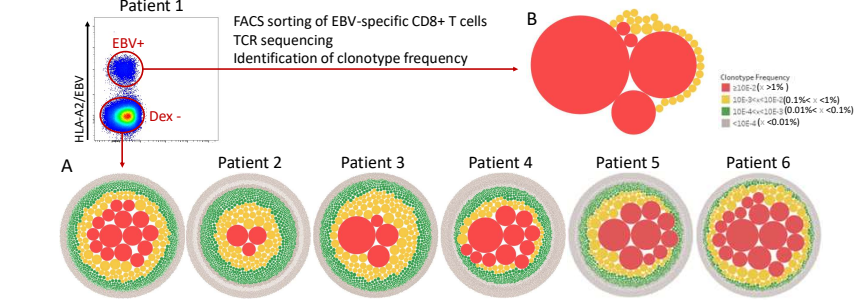 Patient 1
FACS sorting of EBV-specific CD8+ T cells
TCR sequencing
Identification of clonotype frequency
B
EBV+
HLA-A2/EBV
Dex -
Clonotype Frequency
≥10E-2 (x >1%)
10E-3<x<10E-2 (0.1%< x <1%)
10E-4<x<10E-3 (0.01%< x <0.1%)
<10E-4 (x <0.01%)
A
Patient 2
Patient 3
Patient 4
Patient 5
Patient 6